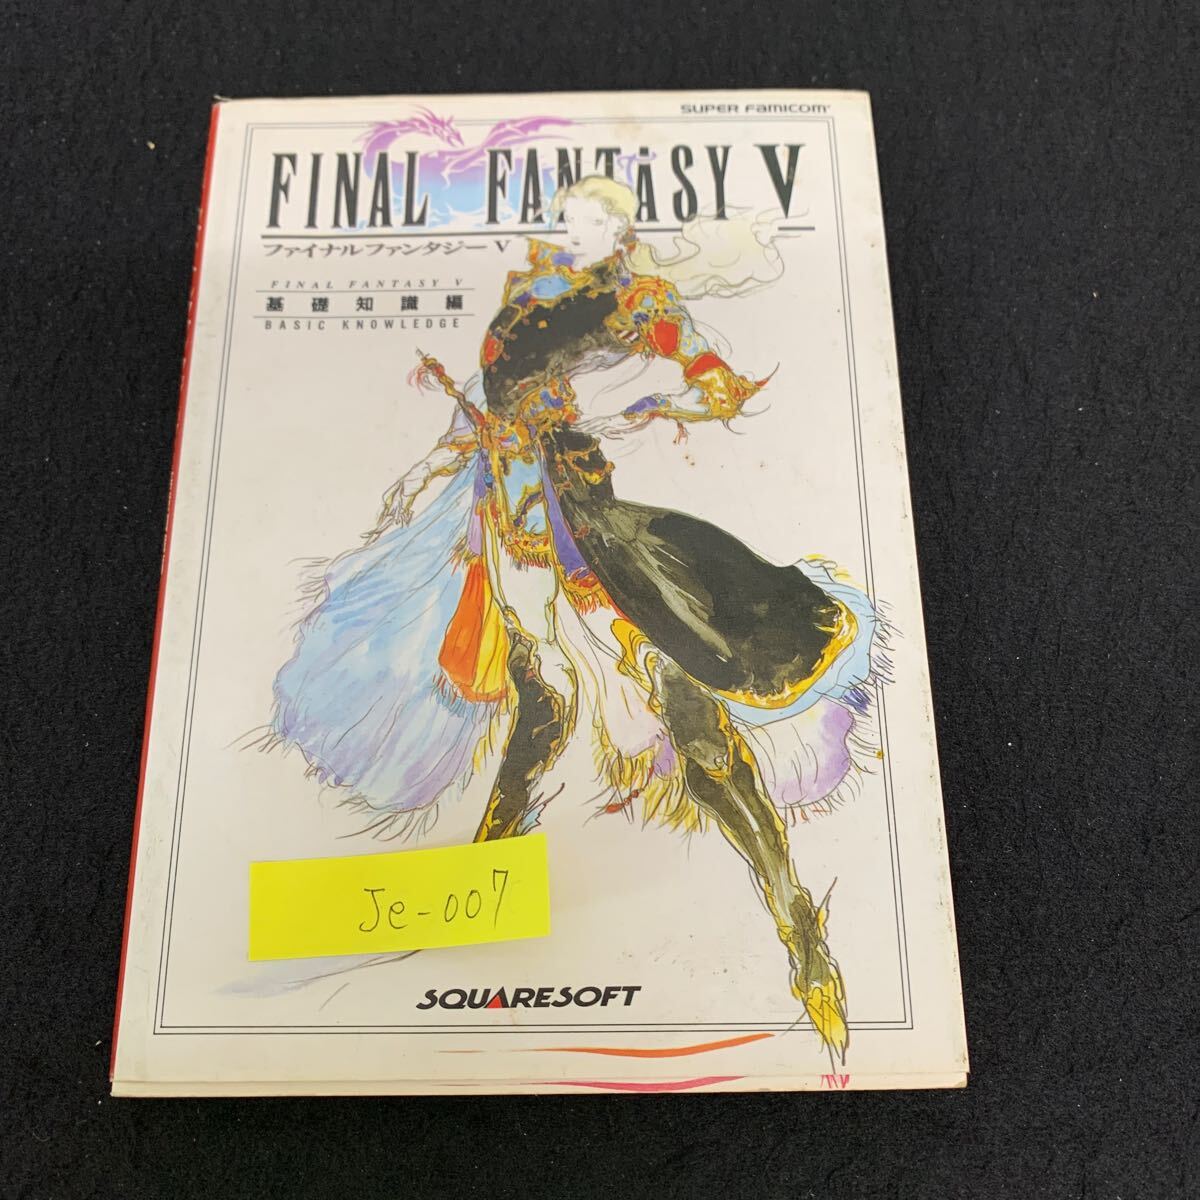 SUPER FAMICOM
FINAL FANTASY V
ファイナルファンタジーV
FINAL FANTASY V
基礎知識編
BASIC KNOWLEDGE
Je-007
SQUARESOFT